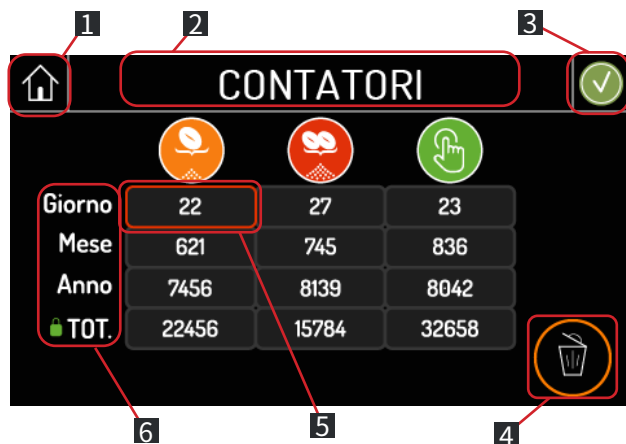 1 2 3
CONTATORI
Giorno 22 27 23
Mese 621 745 836
Anno 7456 8139 8042
TOT. 22456 15784 32658
6 5 4